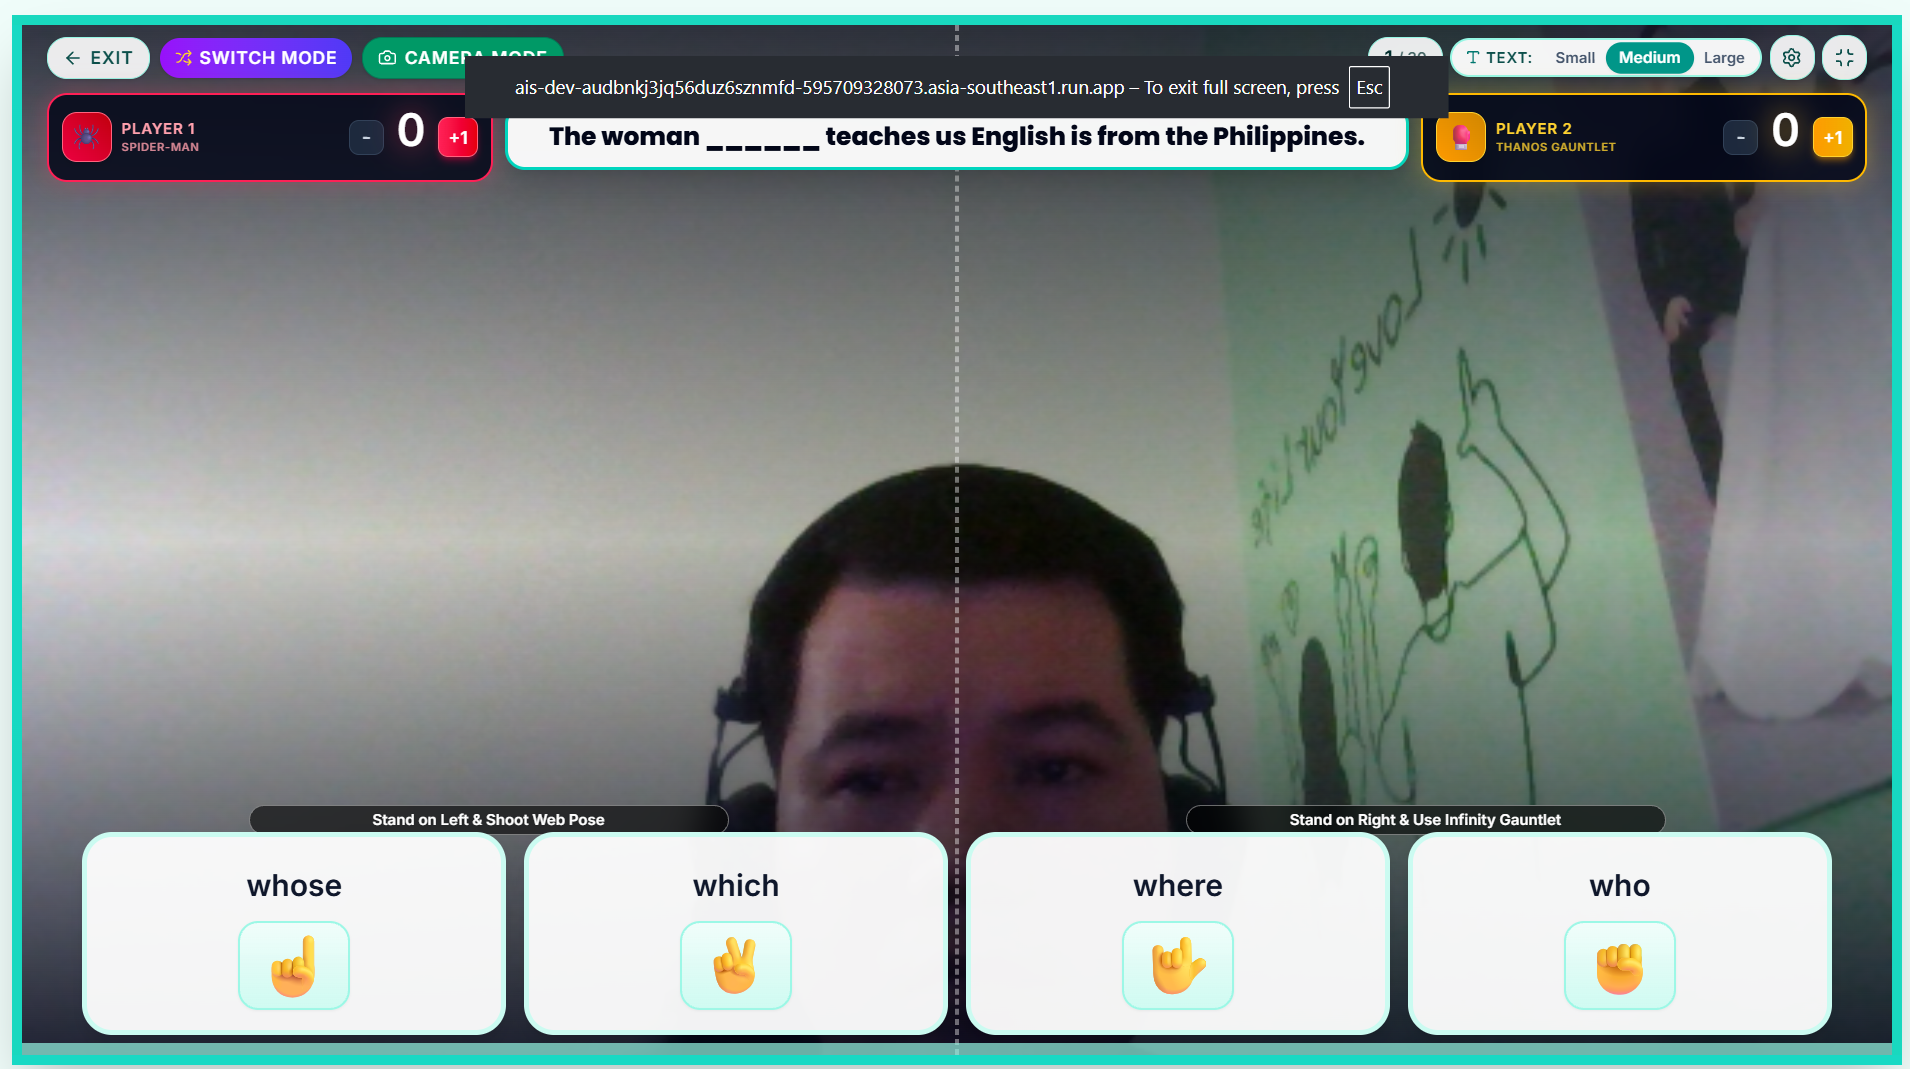 EXIT
SWITCH MODE
CAMERA MODE
TEXT: Small Medium Large
ais-dev-audbnkj3jq56duz6sznmfd-595709328073.asia-southeast1.run.app – To exit full screen, press Esc
PLAYER 1
SPIDER-MAN
-
0
+1
The woman ______ teaches us English is from the Philippines.
PLAYER 2
THANOS GAUNTLET
-
0
+1
Love Your Life
Stand on Left & Shoot Web Pose
Stand on Right & Use Infinity Gauntlet
whose
which
where
who